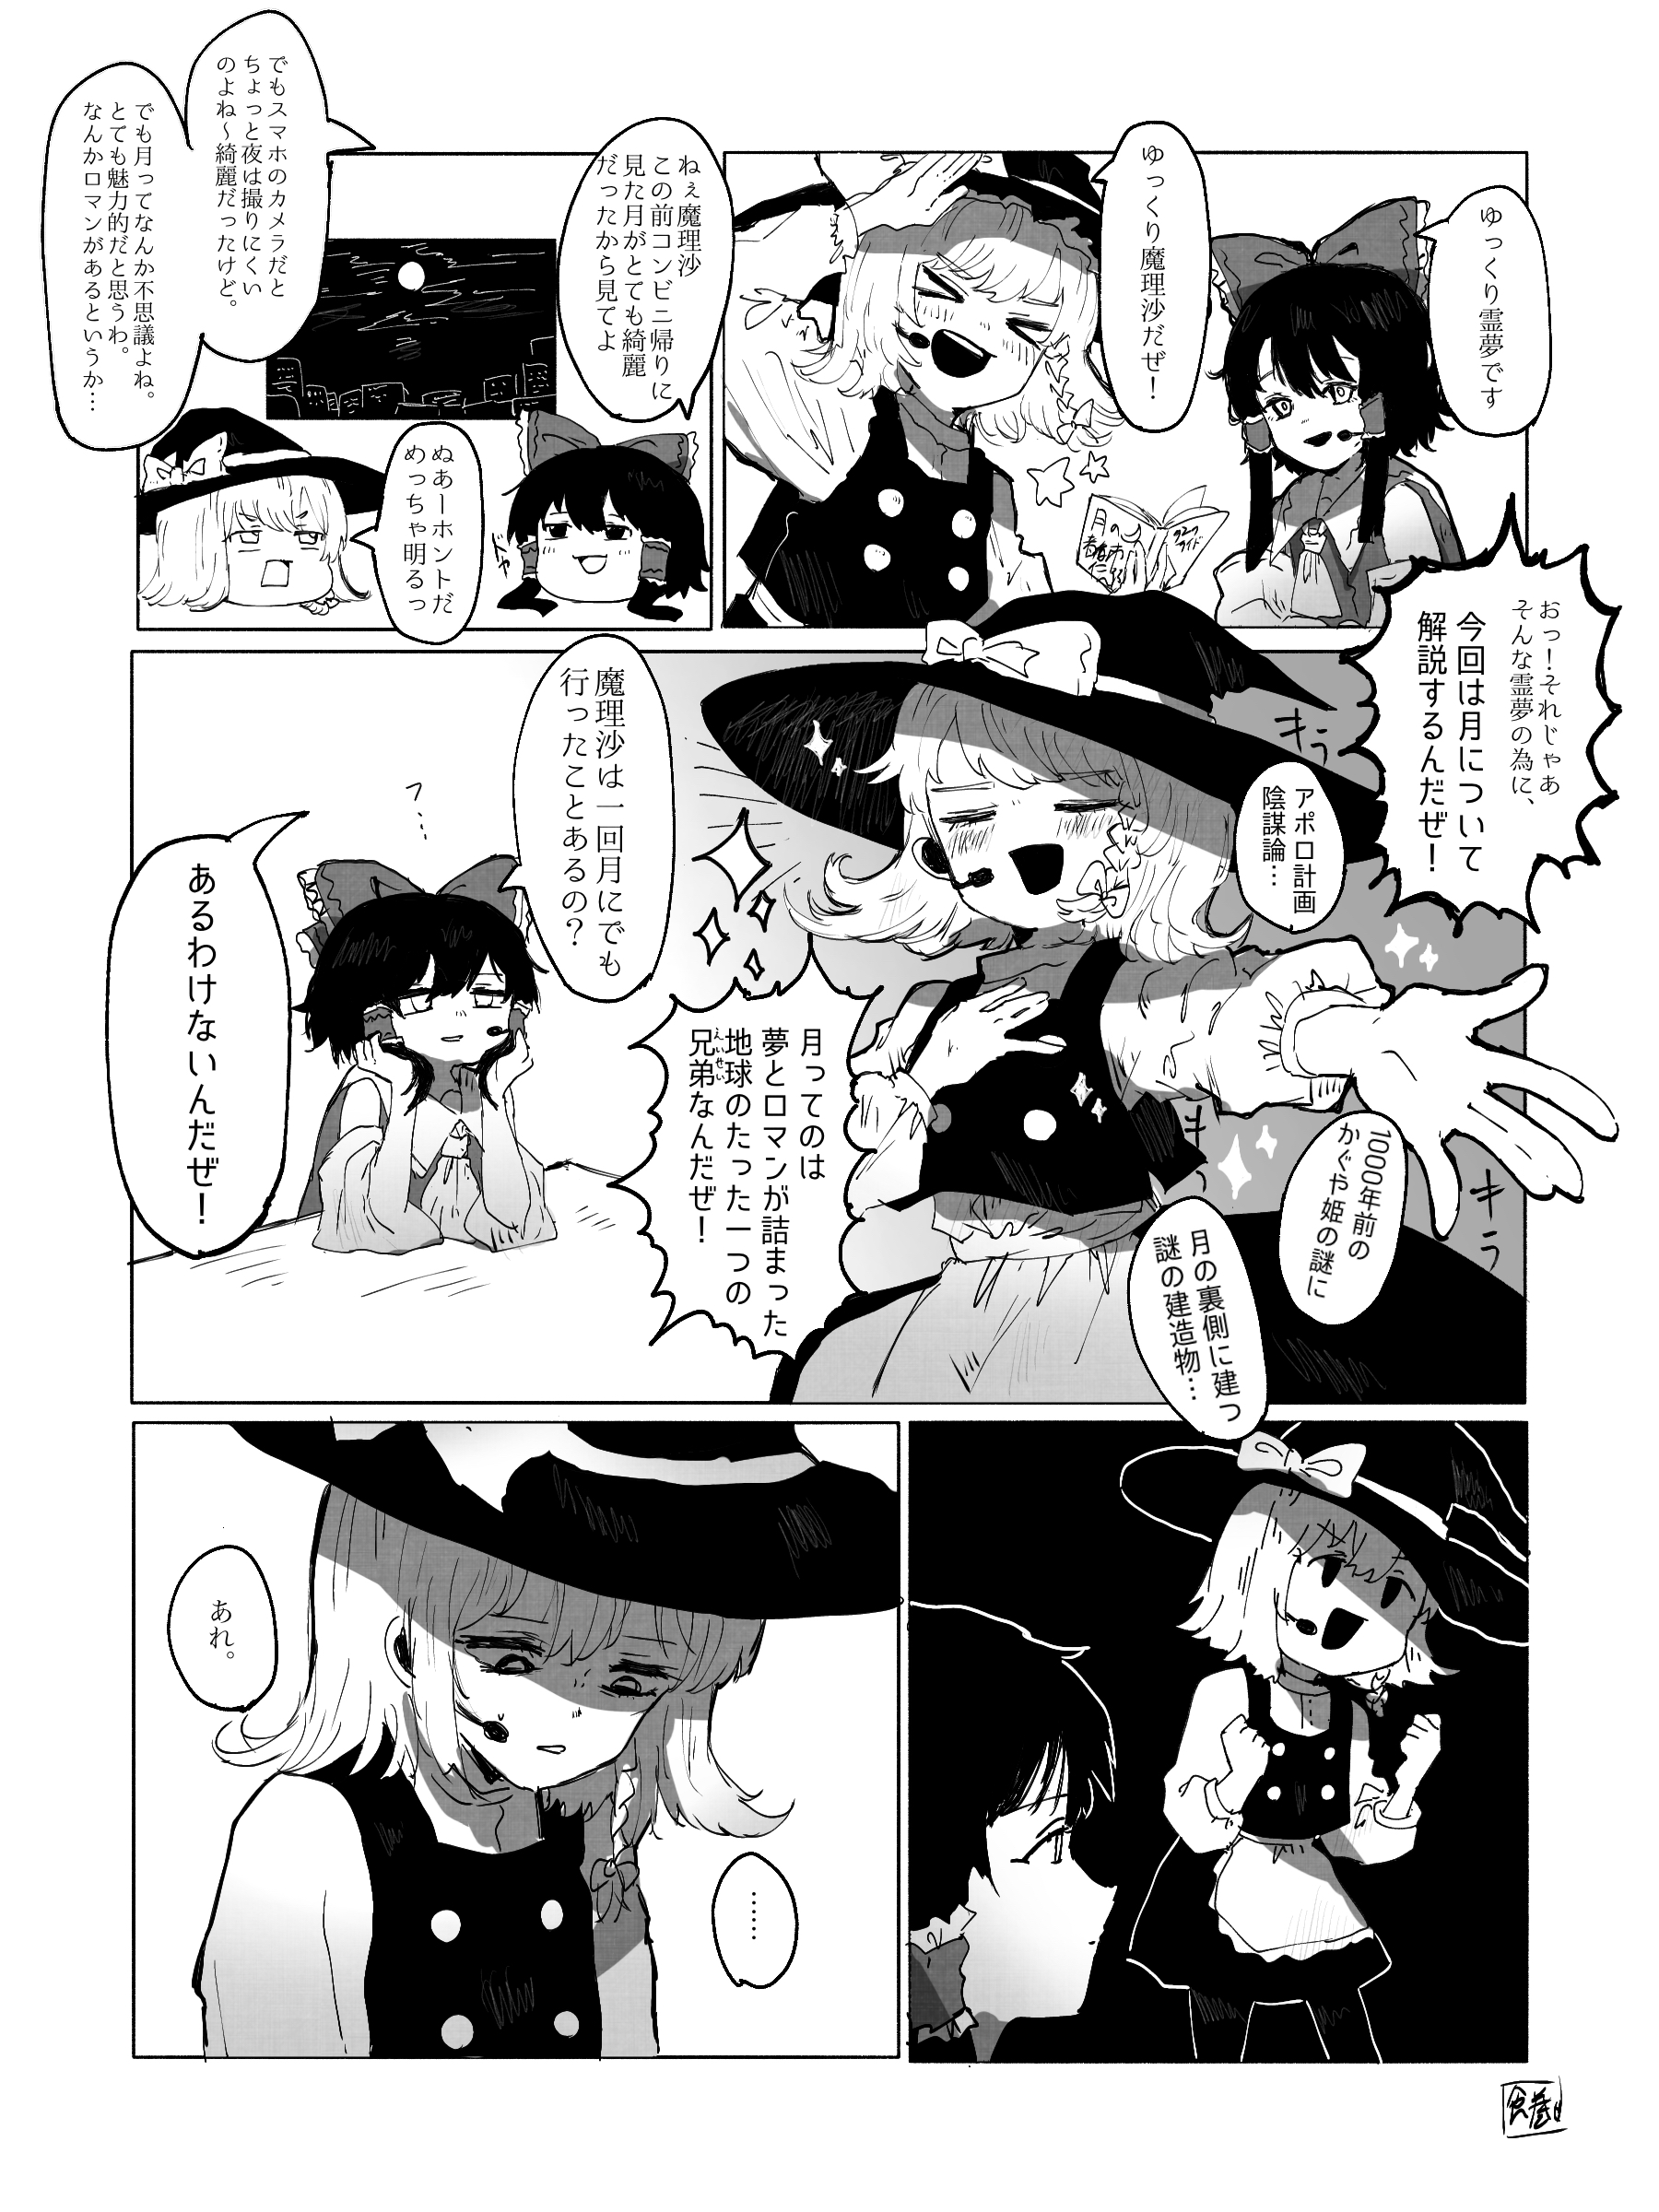 ゆっくり霊夢です
ゆっくり魔理沙だぜ！
月の
ねぇ魔理沙
この前コンビニ帰りに
見た月がとても綺麗
だったから見てよ
ぬあーホントだ
めっちゃ明るっ
でもスマホのカメラだと
ちょっと夜は撮りにくい
のよね〜綺麗だったけど。
でも月ってなんか不思議よね。
とても魅力的だと思うわ。
なんかロマンがあるというか…
おっ！それじゃあ
そんな霊夢の為に、
今回は月について
解説するんだぜ！
キラ
アポロ計画
陰謀論…
1000年前の
かぐや姫の謎に
キラ
月の裏側に建つ
謎の建造物…
キ
月ってのは
夢とロマンが詰まった
地球のたった一つの
兄弟なんだぜ！
えいせい
魔理沙は一回月にでも
行ったことあるの？
フ…
あるわけないんだぜ！
……
あれ。